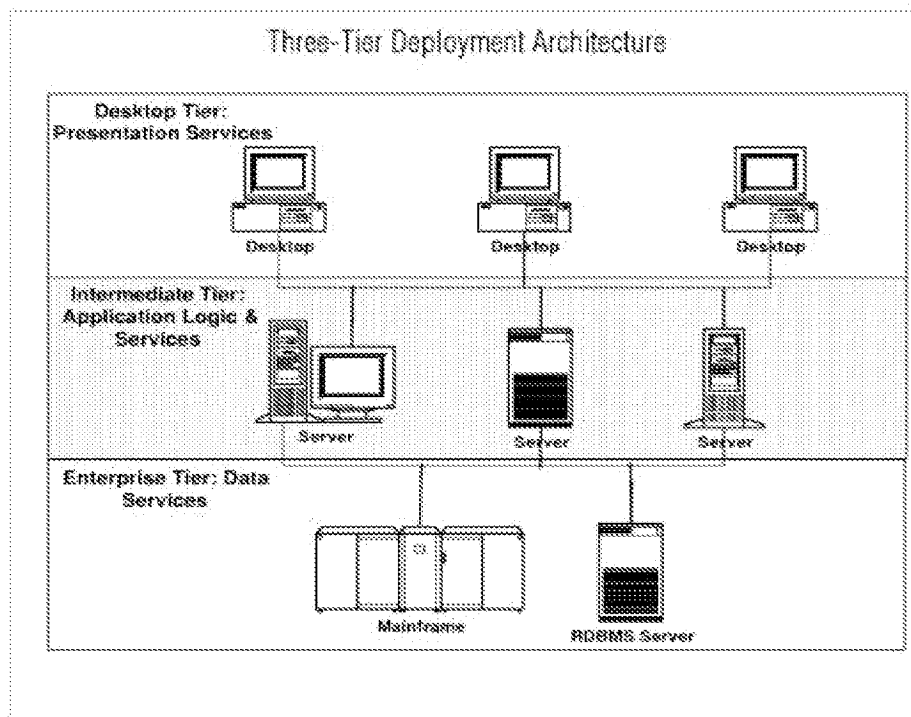 Three-Tier Deployment Architecture
Desktop Tier:
Presentation Services
Desktop
Desktop
Desktop
Intermediate Tier:
Application Logic &
Services
Server
Server
Server
Enterprise Tier: Data
Services
Mainframe
RDBMS Server